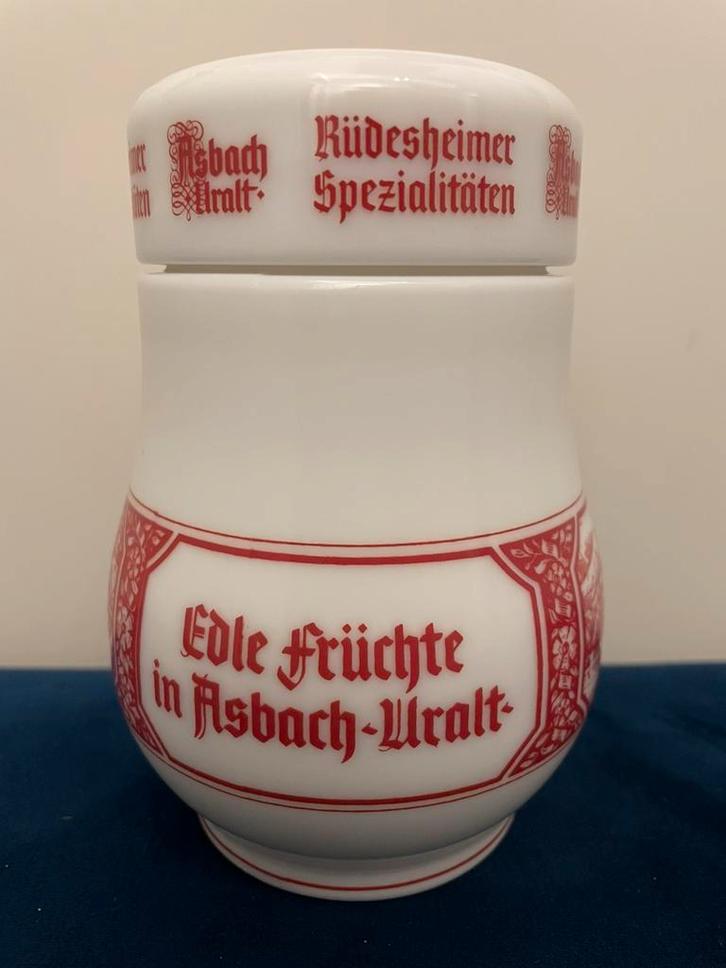 Asbach
·Uralt·
Rüdesheimer
Spezialitäten
Edle Früchte
in Asbach·Uralt·